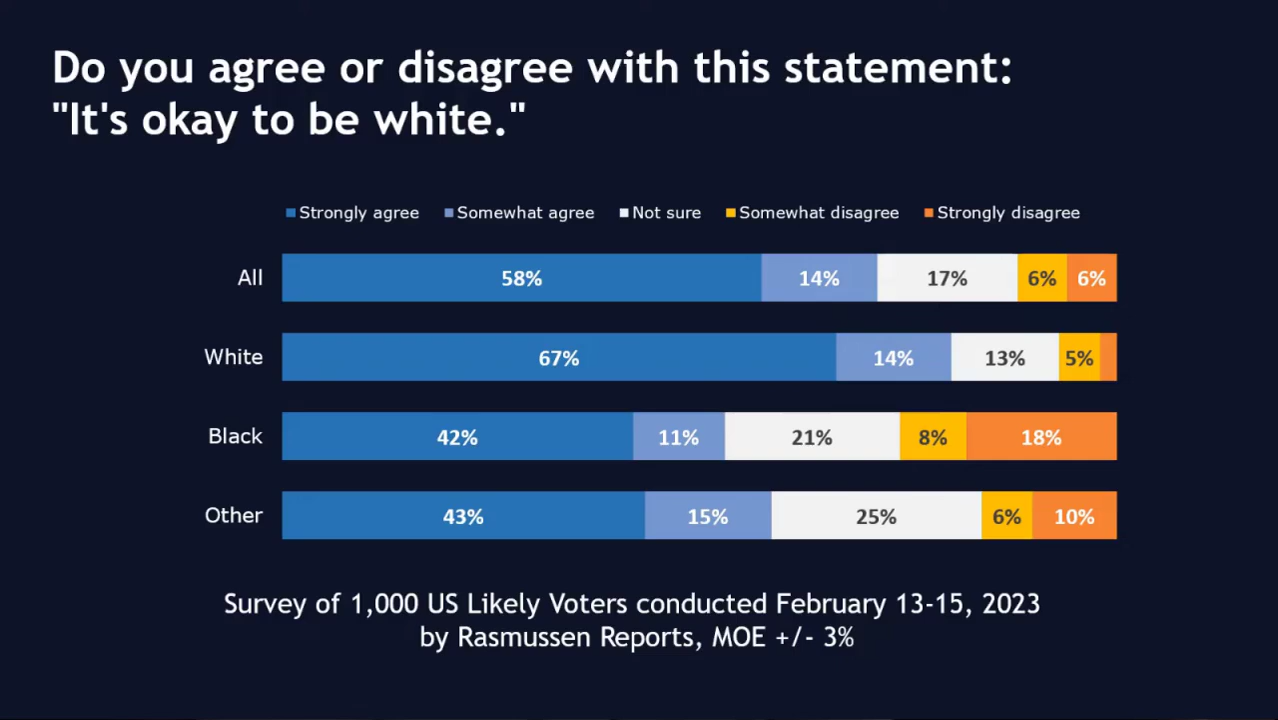 Do you agree or disagree with this statement:
"It's okay to be white."
Strongly agree Somewhat agree Not sure Somewhat disagree Strongly disagree
All 58% 14% 17% 6% 6%
White 67% 14% 13% 5%
Black 42% 11% 21% 8% 18%
Other 43% 15% 25% 6% 10%
Survey of 1,000 US Likely Voters conducted February 13-15, 2023
by Rasmussen Reports, MOE +/- 3%